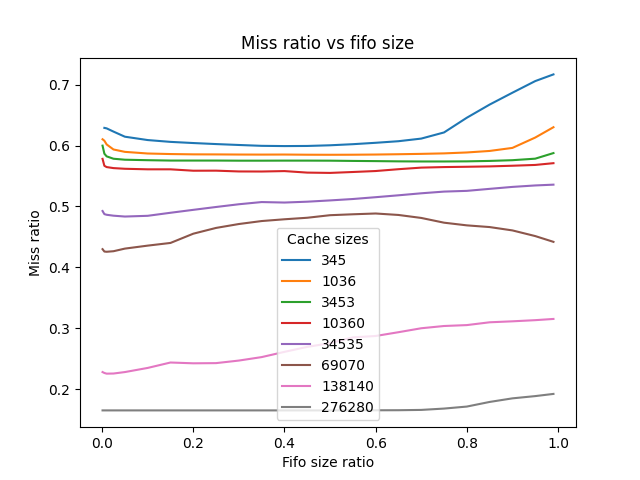 Miss ratio vs fifo size
Miss ratio
0.7
0.6
0.5
0.4
0.3
0.2
Cache sizes
345
1036
3453
10360
34535
69070
138140
276280
0.0 0.2 0.4 0.6 0.8 1.0
Fifo size ratio